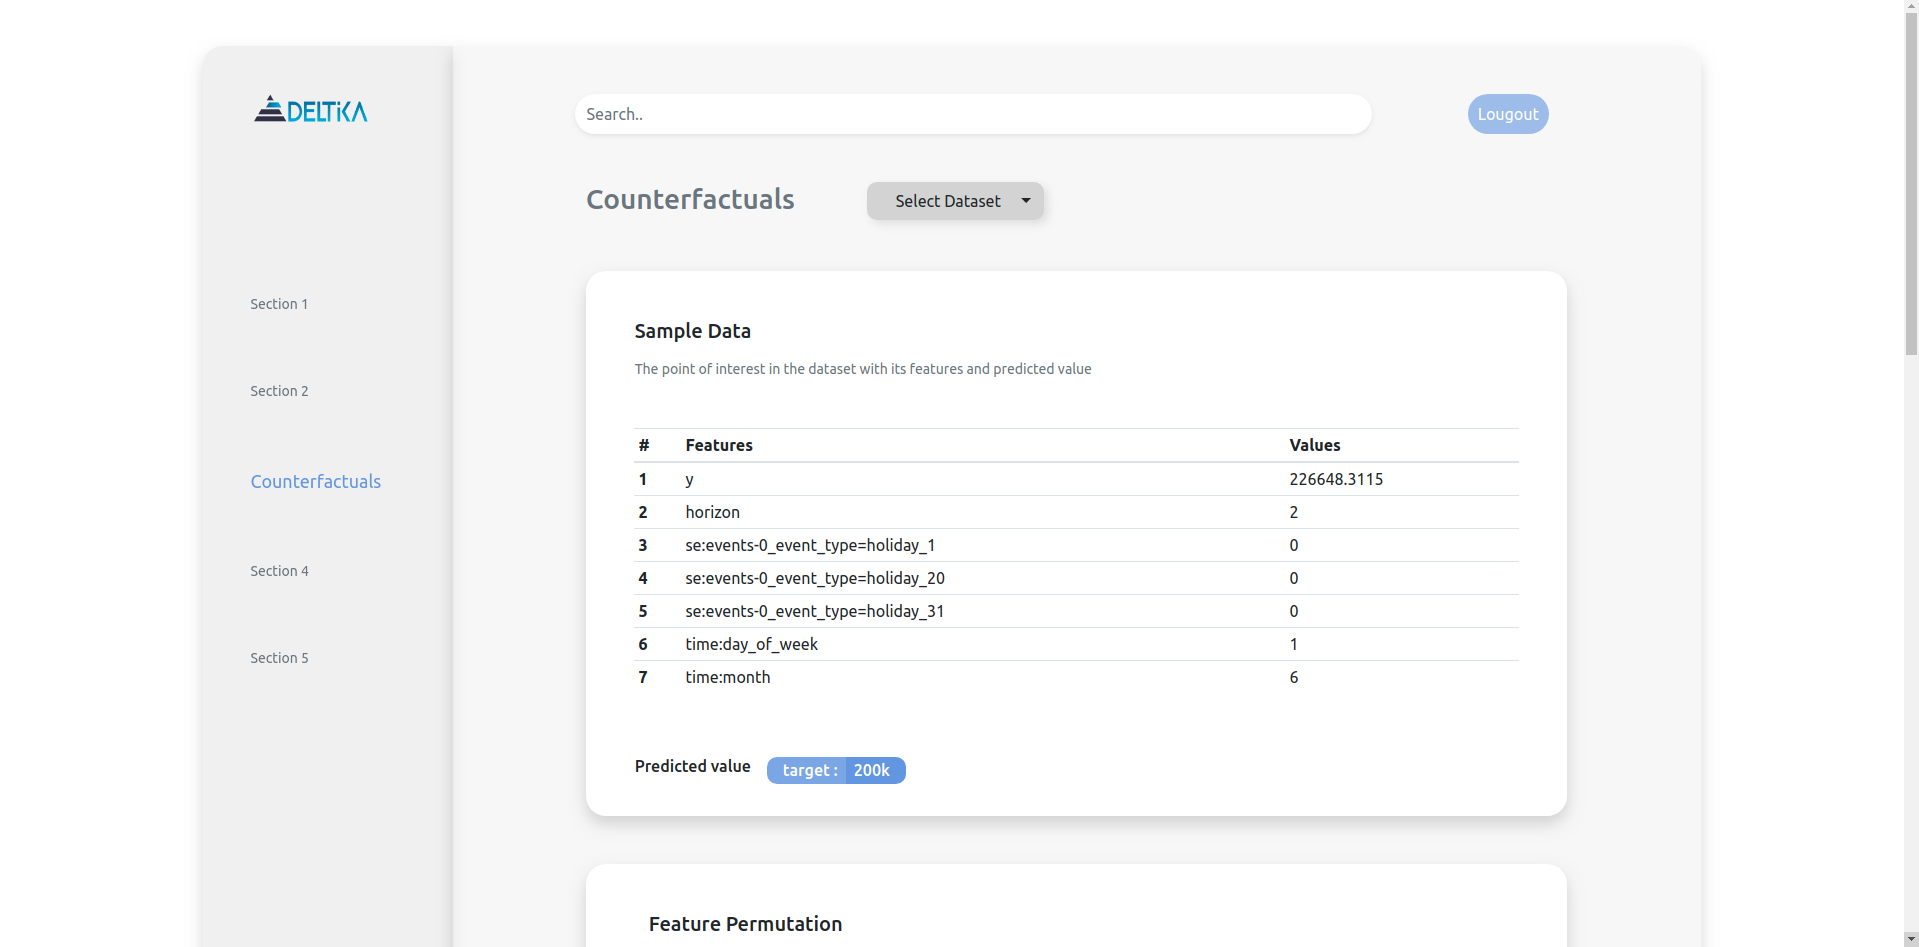 DELTiKA
Search..
Lougout
Counterfactuals
Select Dataset
Section 1
Section 2
Counterfactuals
Section 4
Section 5
Sample Data
The point of interest in the dataset with its features and predicted value
# Features Values
1 y 226648.3115
2 horizon 2
3 se:events-0_event_type=holiday_1 0
4 se:events-0_event_type=holiday_20 0
5 se:events-0_event_type=holiday_31 0
6 time:day_of_week 1
7 time:month 6
Predicted value target : 200k
Feature Permutation